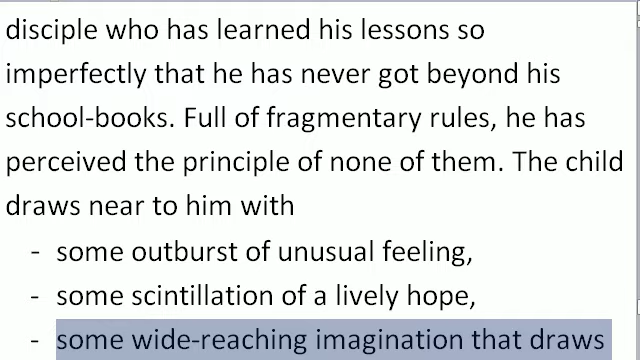 disciple who has learned his lessons so
imperfectly that he has never got beyond his
school-books. Full of fragmentary rules, he has
perceived the principle of none of them. The child
draws near to him with
- some outburst of unusual feeling,
- some scintillation of a lively hope,
- some wide-reaching imagination that draws